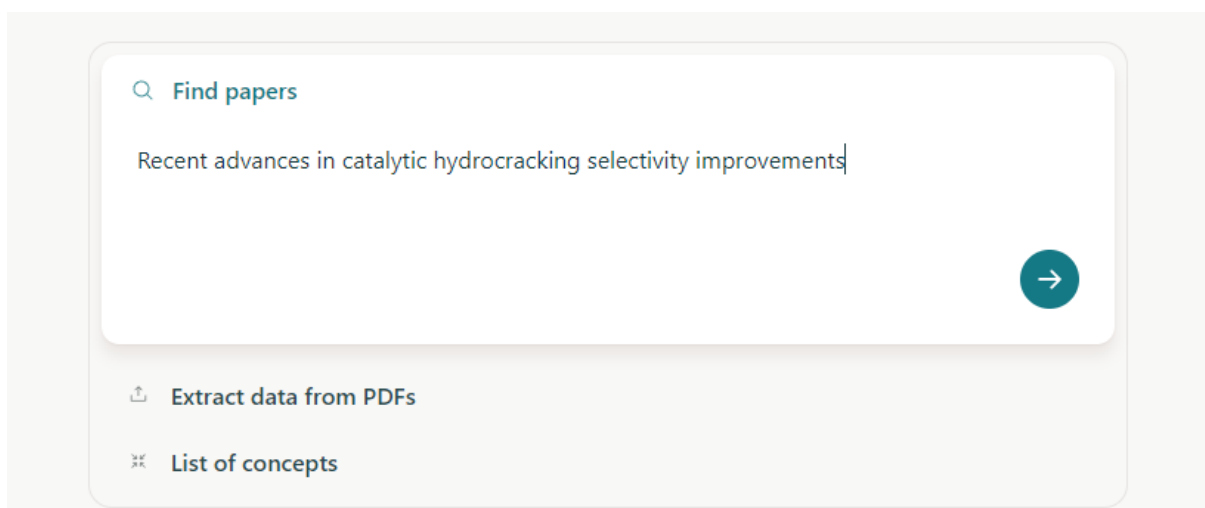 Find papers
Recent advances in catalytic hydrocracking selectivity improvements
Extract data from PDFs
List of concepts